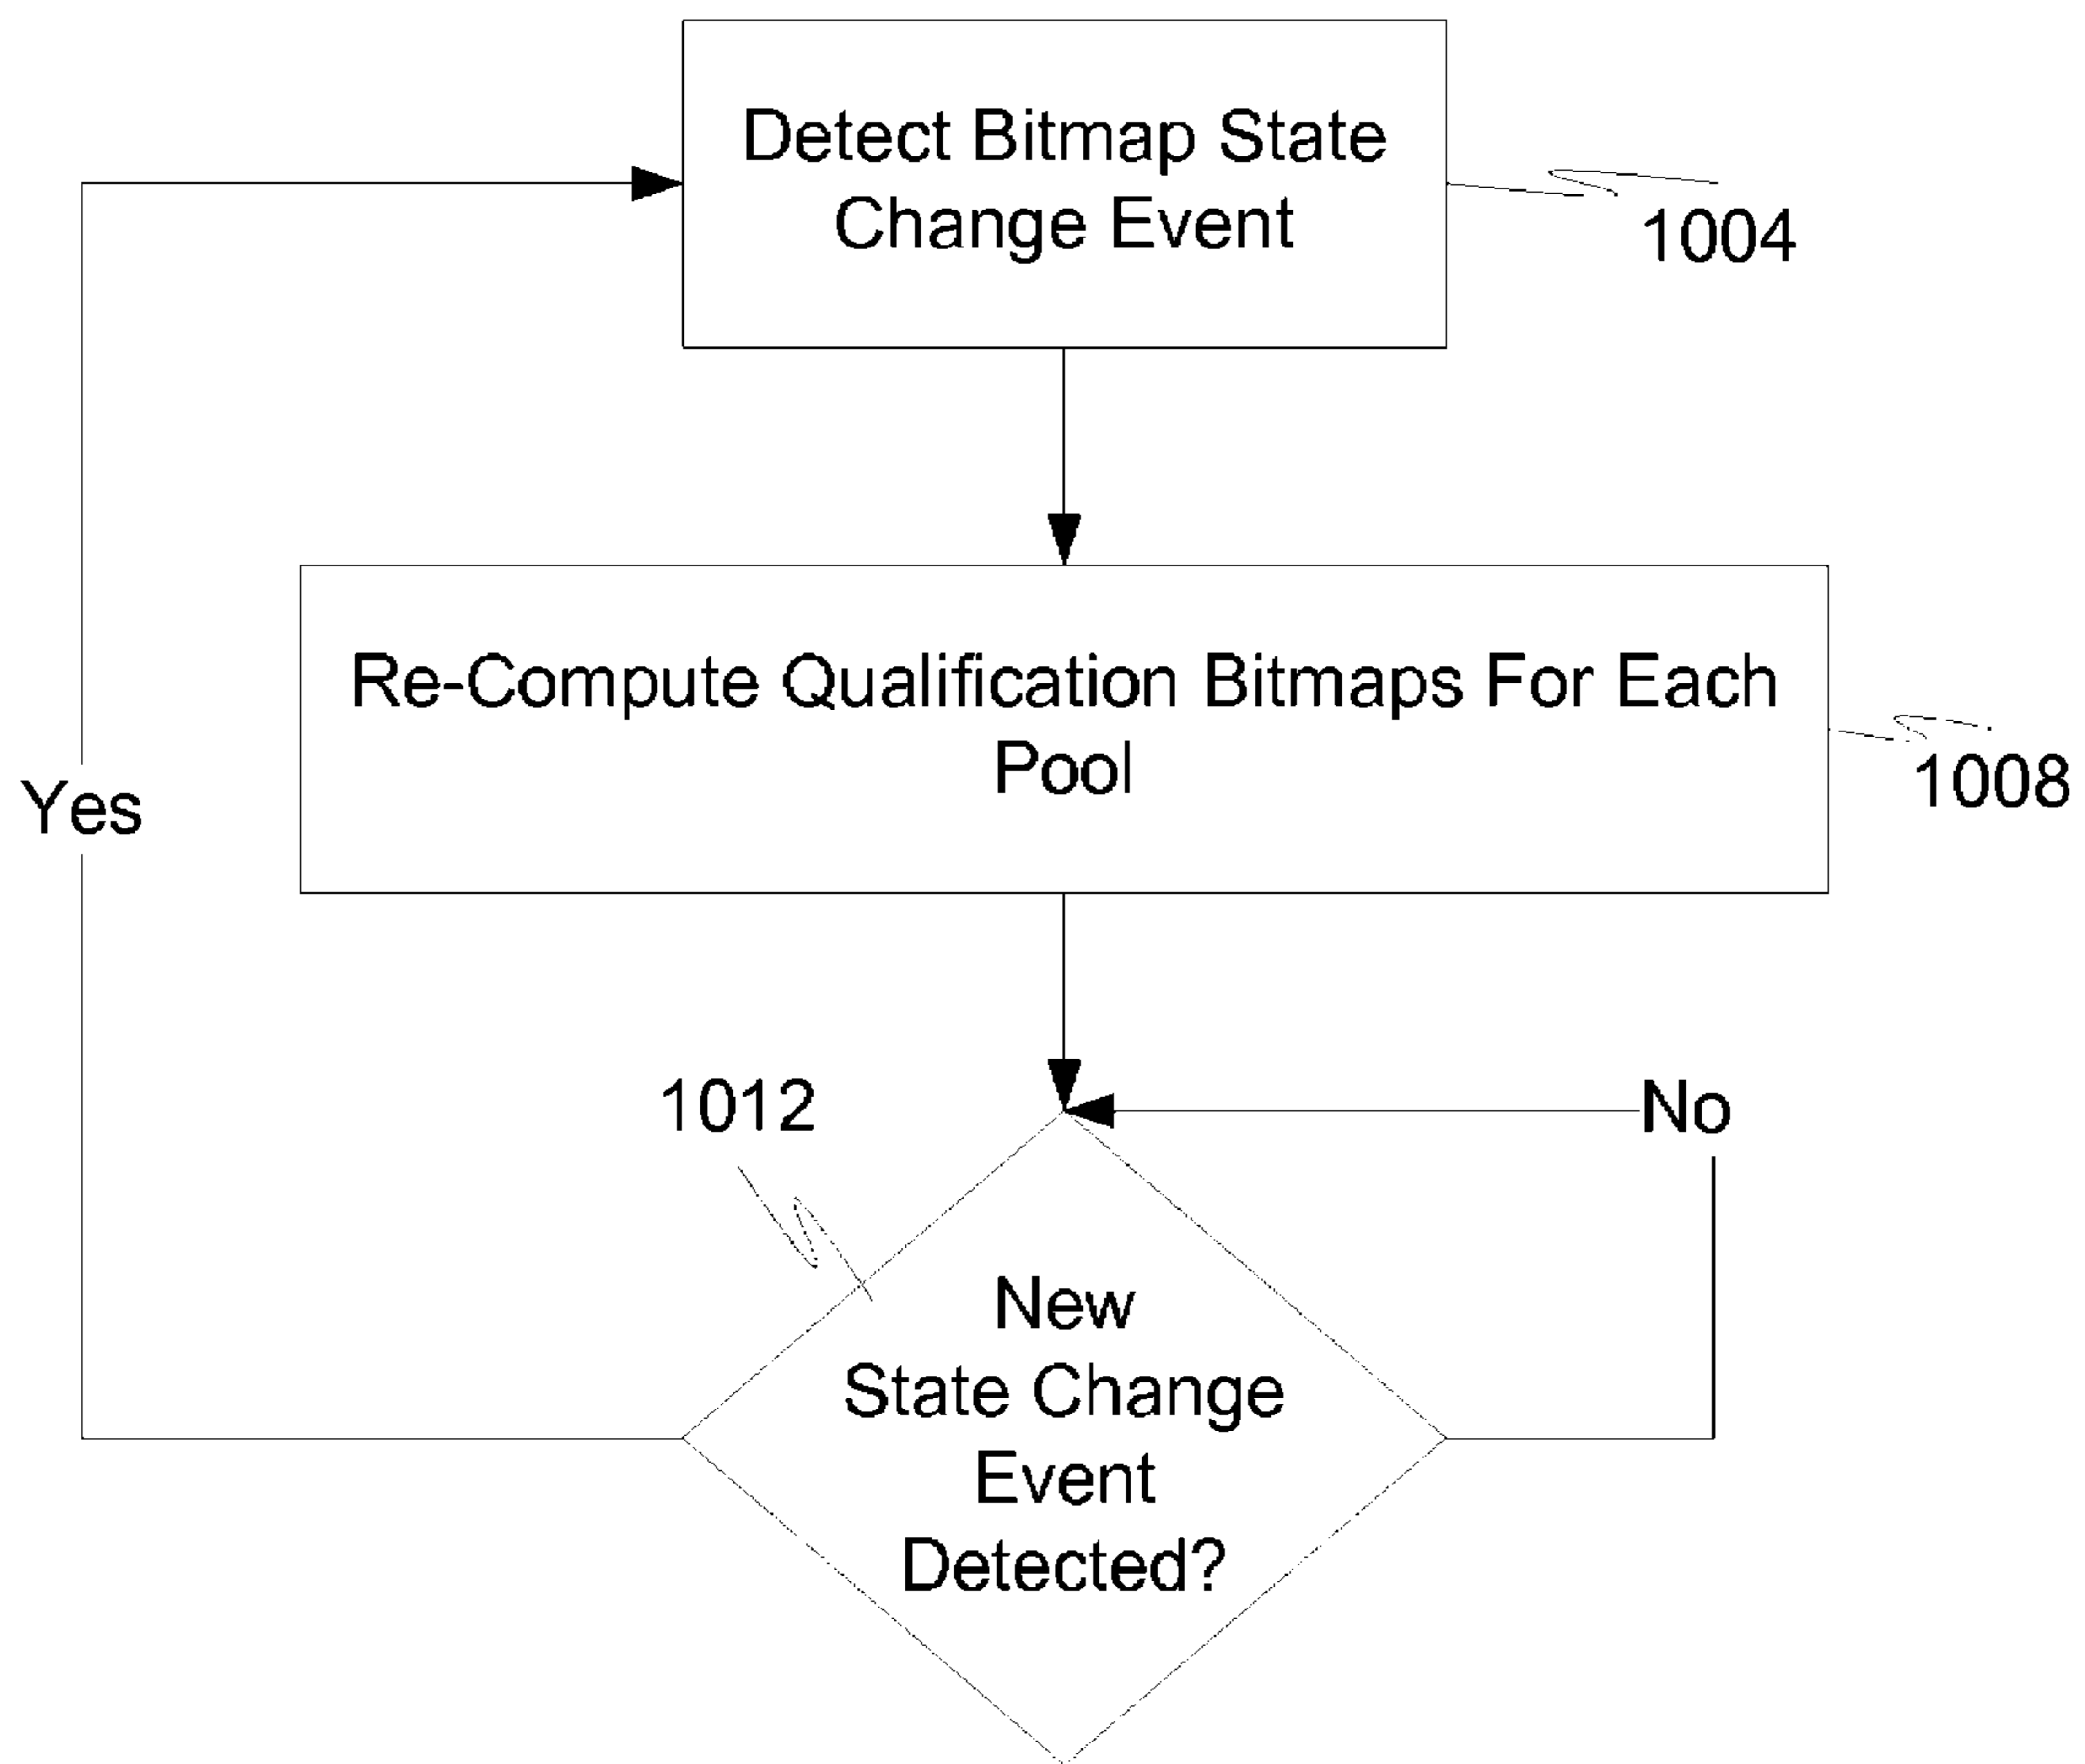 Detect Bitmap State
Change Event
1004
Re-Compute Qualification Bitmaps For Each
Pool
1008
Yes
1012
No
New
State Change
Event
Detected?